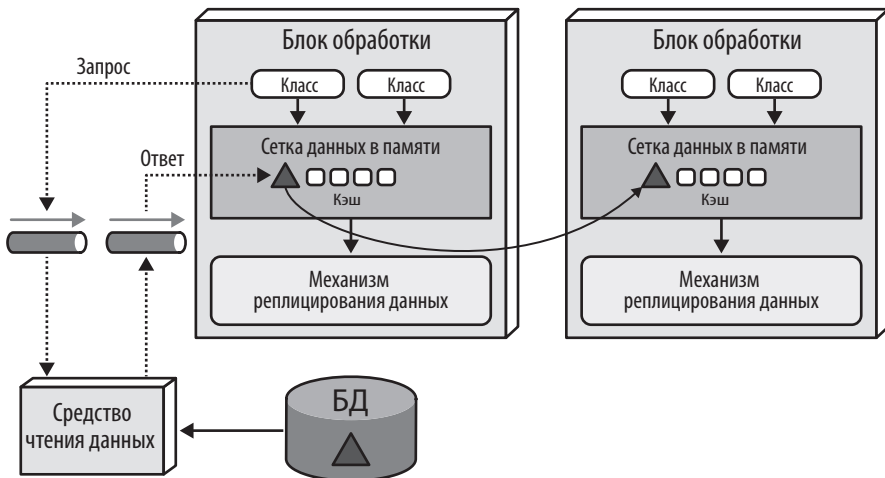 Блок обработки
Класс
Класс
Сетка данных в памяти
Кэш
Механизм
реплицирования данных
Блок обработки
Класс
Класс
Сетка данных в памяти
Кэш
Механизм
реплицирования данных
Запрос
Ответ
Средство
чтения данных
БД